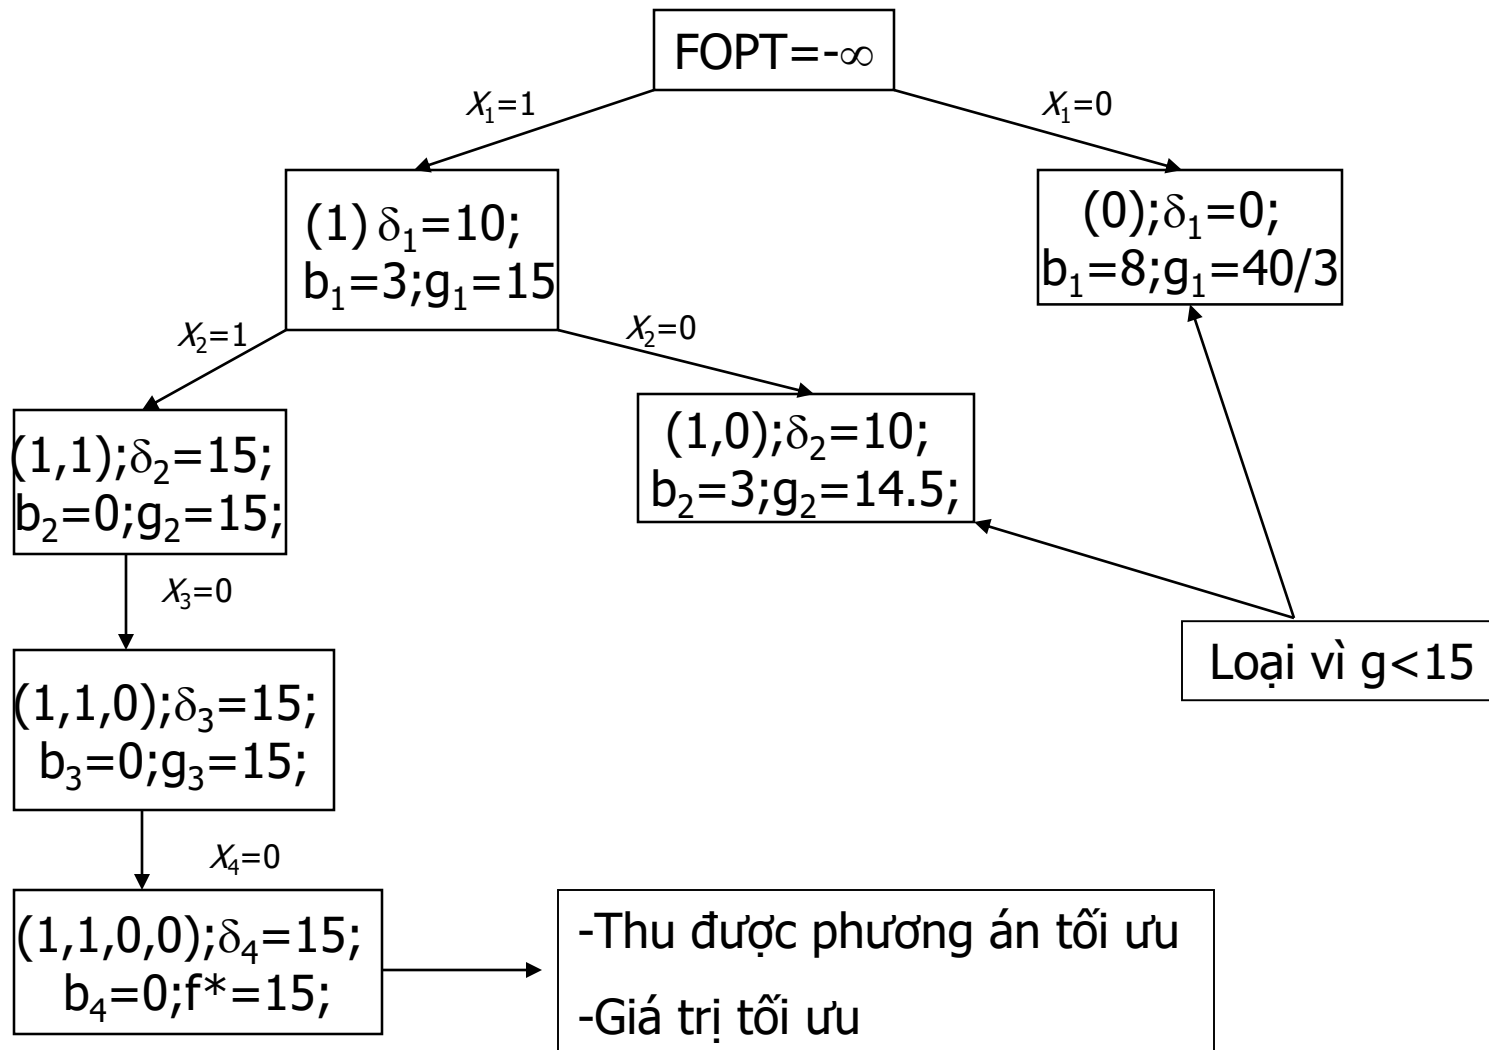 FOPT=-∞
X₁=1
X₁=0
(1) δ₁=10;
b₁=3;g₁=15
(0);δ₁=0;
b₁=8;g₁=40/3
X₂=1
X₂=0
(1,1);δ₂=15;
b₂=0;g₂=15;
(1,0);δ₂=10;
b₂=3;g₂=14.5;
X₃=0
Loại vì g<15
(1,1,0);δ₃=15;
b₃=0;g₃=15;
X₄=0
(1,1,0,0);δ₄=15;
b₄=0;f*=15;
-Thu được phương án tối ưu
-Giá trị tối ưu